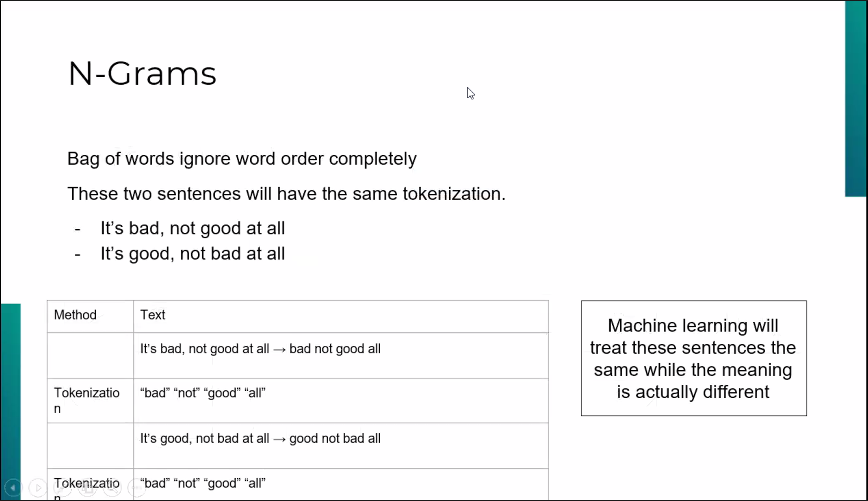 N-Grams
Bag of words ignore word order completely
These two sentences will have the same tokenization.
- It's bad, not good at all
- It's good, not bad at all
Method Text
It's bad, not good at all → bad not good all
Tokenizatio
n
"bad" "not" "good" "all"
It's good, not bad at all → good not bad all
Tokenizatio
n
"bad" "not" "good" "all"
Machine learning will
treat these sentences the
same while the meaning
is actually different